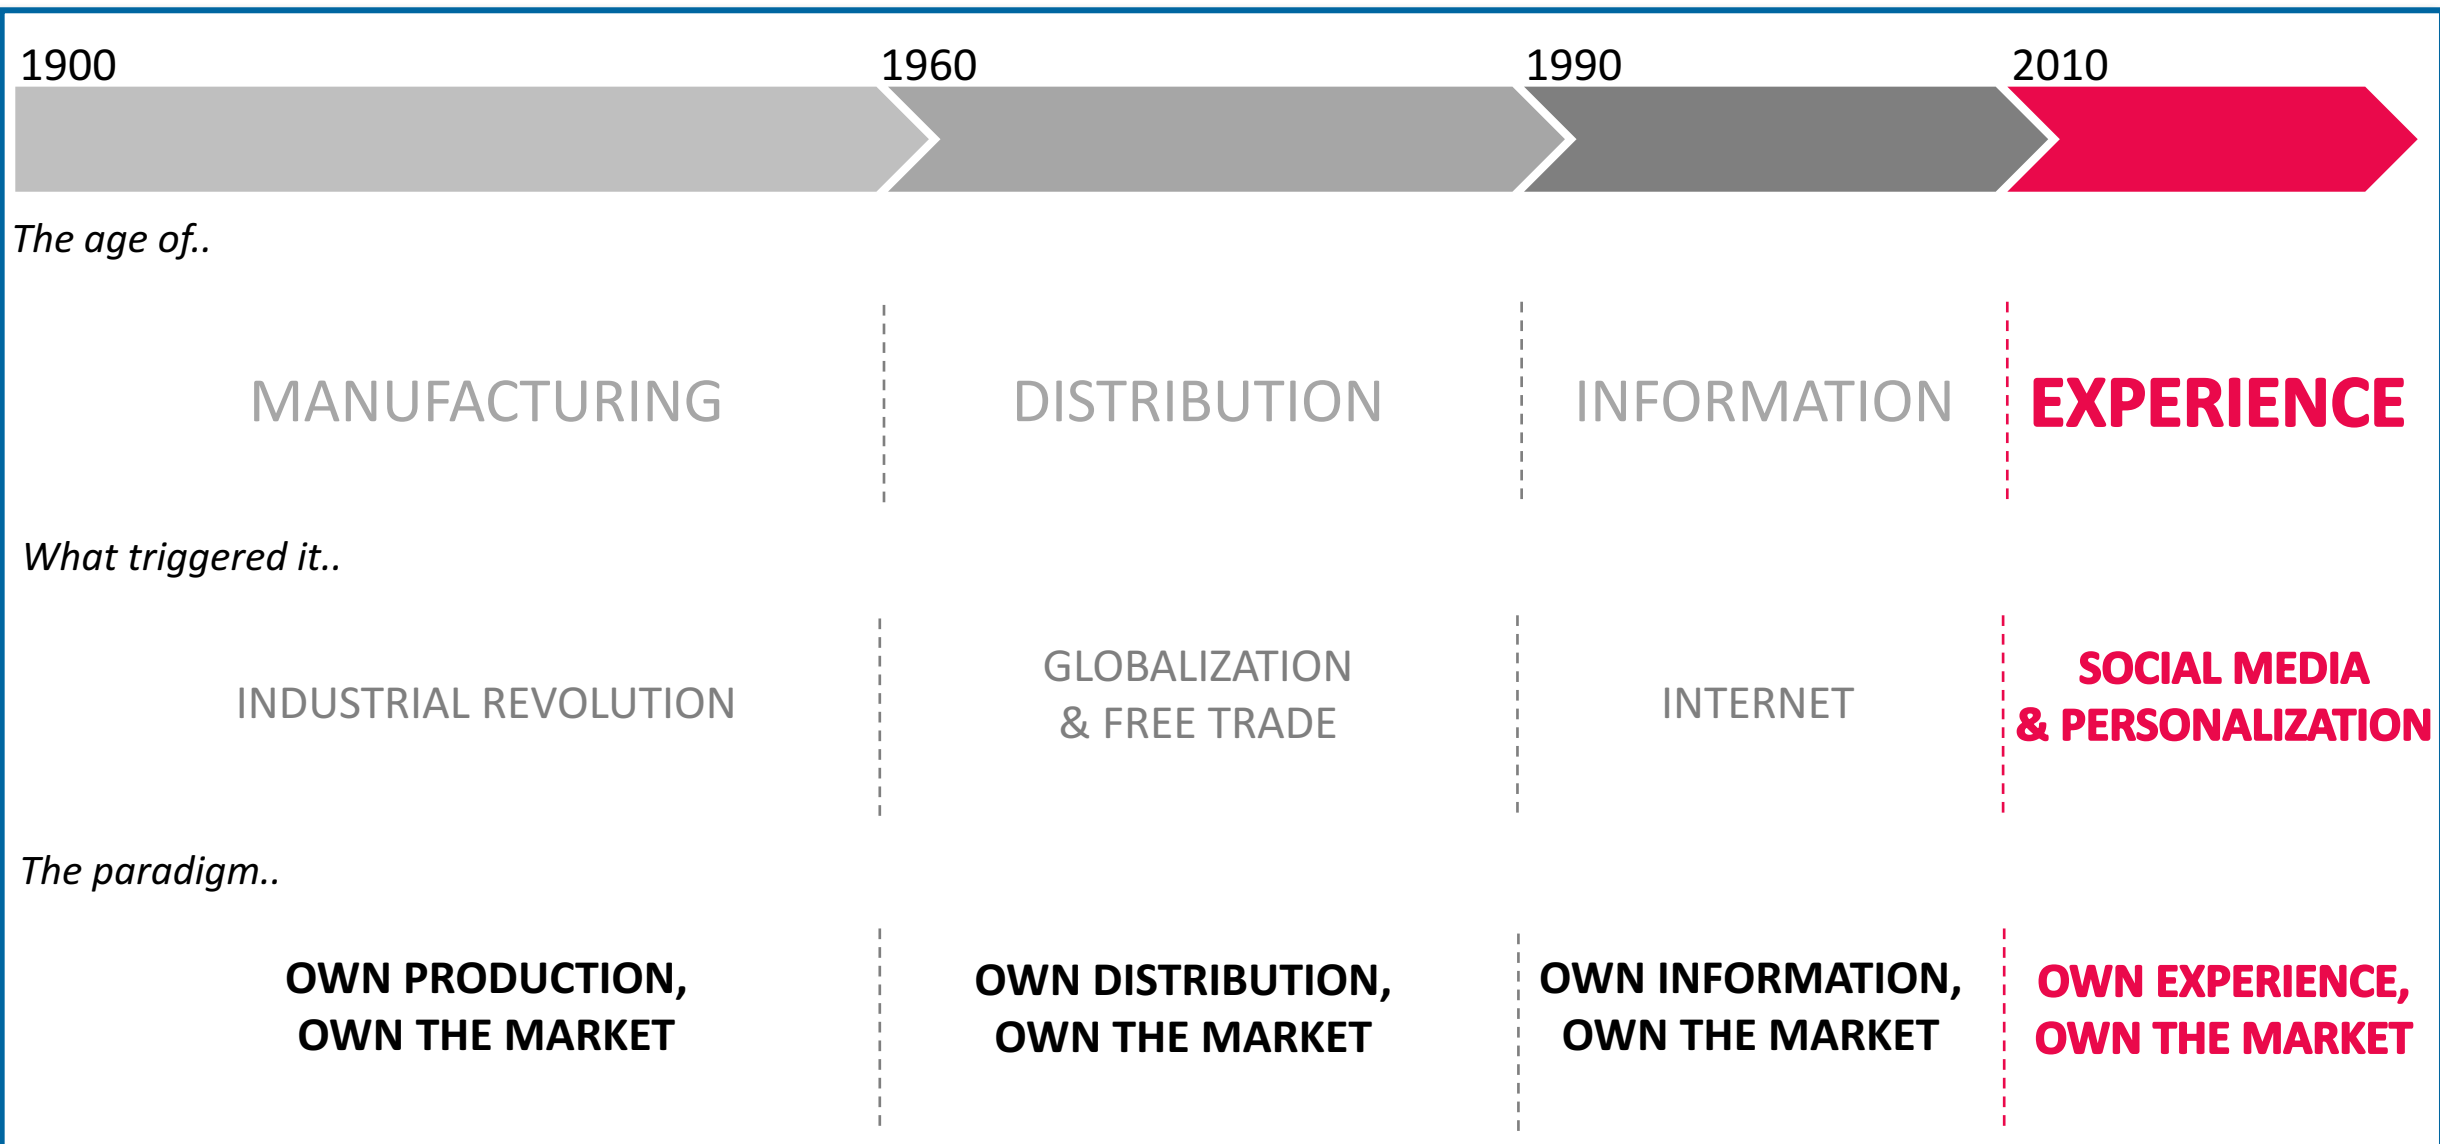 1900 1960 1990 2010
The age of..
MANUFACTURING DISTRIBUTION INFORMATION EXPERIENCE
What triggered it..
INDUSTRIAL REVOLUTION
GLOBALIZATION
& FREE TRADE
INTERNET
SOCIAL MEDIA
& PERSONALIZATION
The paradigm..
OWN PRODUCTION,
OWN THE MARKET
OWN DISTRIBUTION,
OWN THE MARKET
OWN INFORMATION,
OWN THE MARKET
OWN EXPERIENCE,
OWN THE MARKET